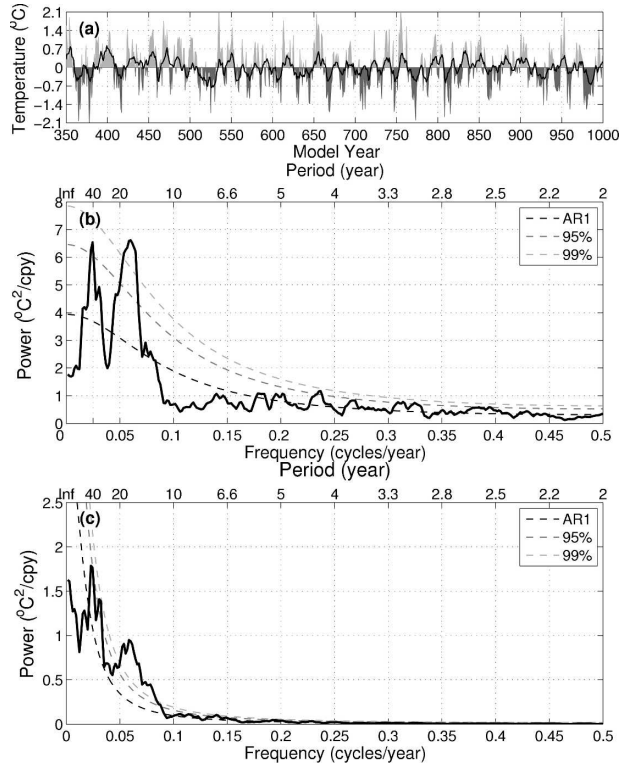 (a)
Temperature (°C)
2.1
1.4
0.7
0
−0.7
−1.4
−2.1
350 400 450 500 550 600 650 700 750 800 850 900 950 1000
Model Year
Period (year)
Inf 40 20 10 6.6 5 4 3.3 2.8 2.5 2.2 2
(b)
Power (°C²/cpy)
8
7
6
5
4
3
2
1
0
AR1
95%
99%
0 0.05 0.1 0.15 0.2 0.25 0.3 0.35 0.4 0.45 0.5
Frequency (cycles/year)
Period (year)
Inf 40 20 10 6.6 5 4 3.3 2.8 2.5 2.2 2
(c)
Power (°C²/cpy)
2.5
2
1.5
1
0.5
0
AR1
95%
99%
0 0.05 0.1 0.15 0.2 0.25 0.3 0.35 0.4 0.45 0.5
Frequency (cycles/year)